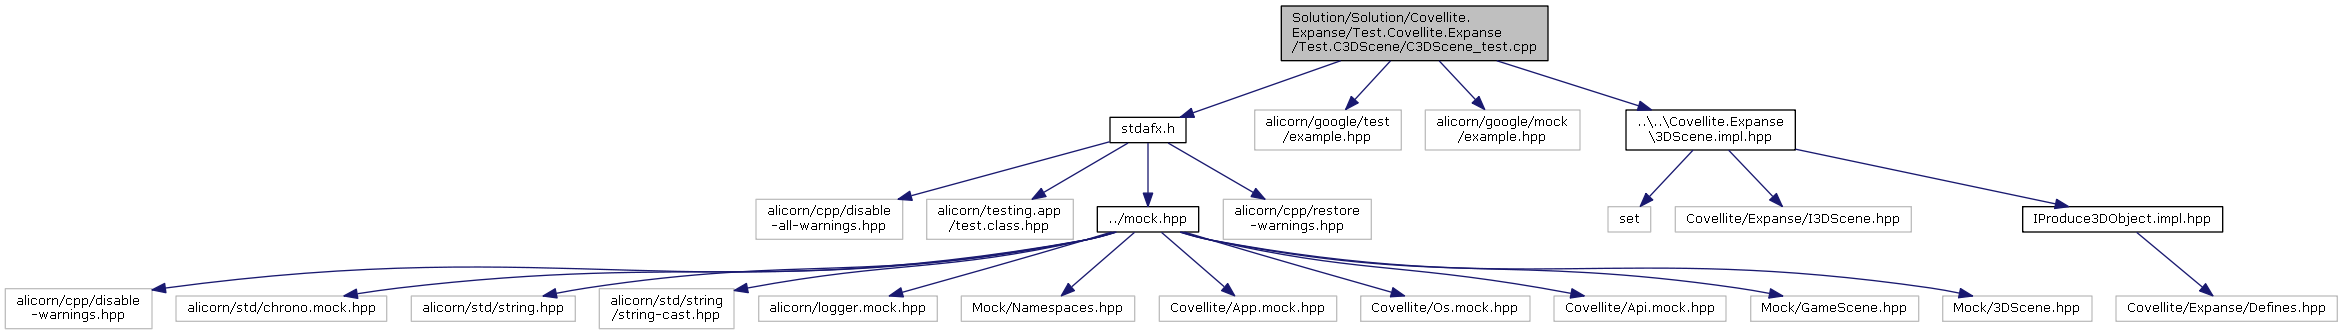 Solution/Solution/Covellite.
Expanse/Test.Covellite.Expanse
/Test.C3DScene/C3DScene_test.cpp
stdafx.h
alicorn/google/test
/example.hpp
alicorn/google/mock
/example.hpp
..\..\Covellite.Expanse
\3DScene.impl.hpp
alicorn/cpp/disable
-all-warnings.hpp
alicorn/testing.app
/test.class.hpp
../mock.hpp
alicorn/cpp/restore
-warnings.hpp
set
Covellite/Expanse/I3DScene.hpp
IProduce3DObject.impl.hpp
alicorn/cpp/disable
-warnings.hpp
alicorn/std/chrono.mock.hpp
alicorn/std/string.hpp
alicorn/std/string
/string-cast.hpp
alicorn/logger.mock.hpp
Mock/Namespaces.hpp
Covellite/App.mock.hpp
Covellite/Os.mock.hpp
Covellite/Api.mock.hpp
Mock/GameScene.hpp
Mock/3DScene.hpp
Covellite/Expanse/Defines.hpp